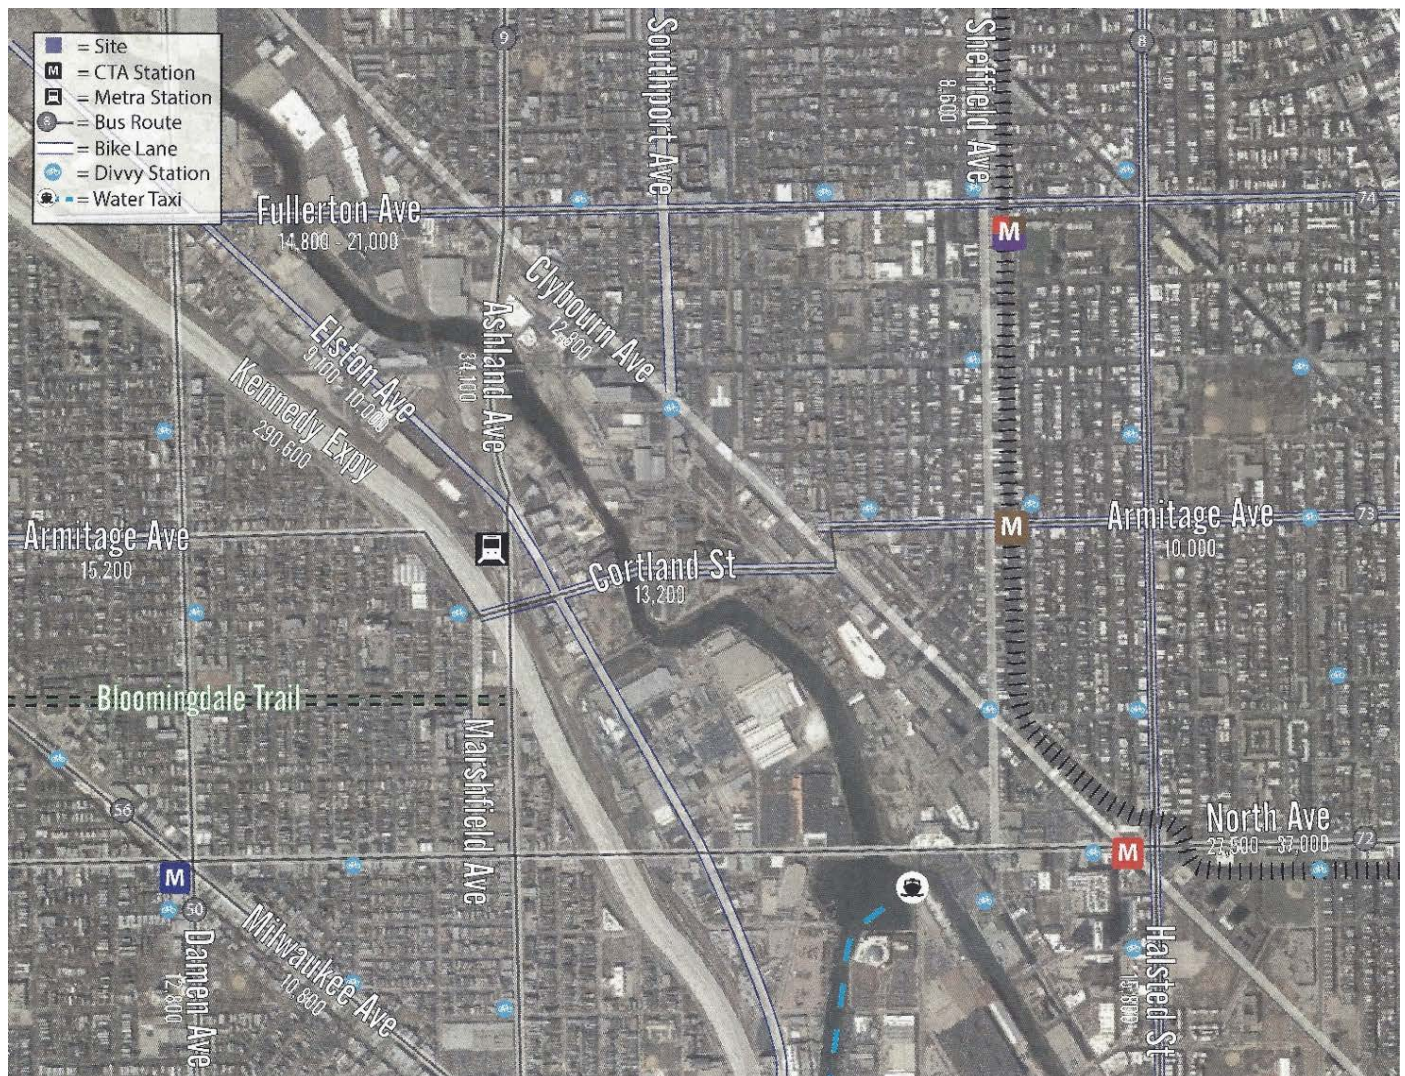 = Site
M = CTA Station
= Metra Station
8 = Bus Route
= Bike Lane
= Divvy Station
= Water Taxi
9
Southport Ave
Sheffield Ave
8,600
8
74
Fullerton Ave
14,800 - 21,000
M
Clybourn Ave
12,800
Ashland Ave
34,100
Elston Ave
9,100 - 10,000
Kennedy Expy
290,600
Armitage Ave
15,200
M
Armitage Ave
10,000
73
Cortland St
13,200
Bloomingdale Trail
Marshfield Ave
56
North Ave
27,500 - 37,000
72
M
M
50
Milwaukee Ave
10,800
Damen Ave
12,800
Halsted St
15,800